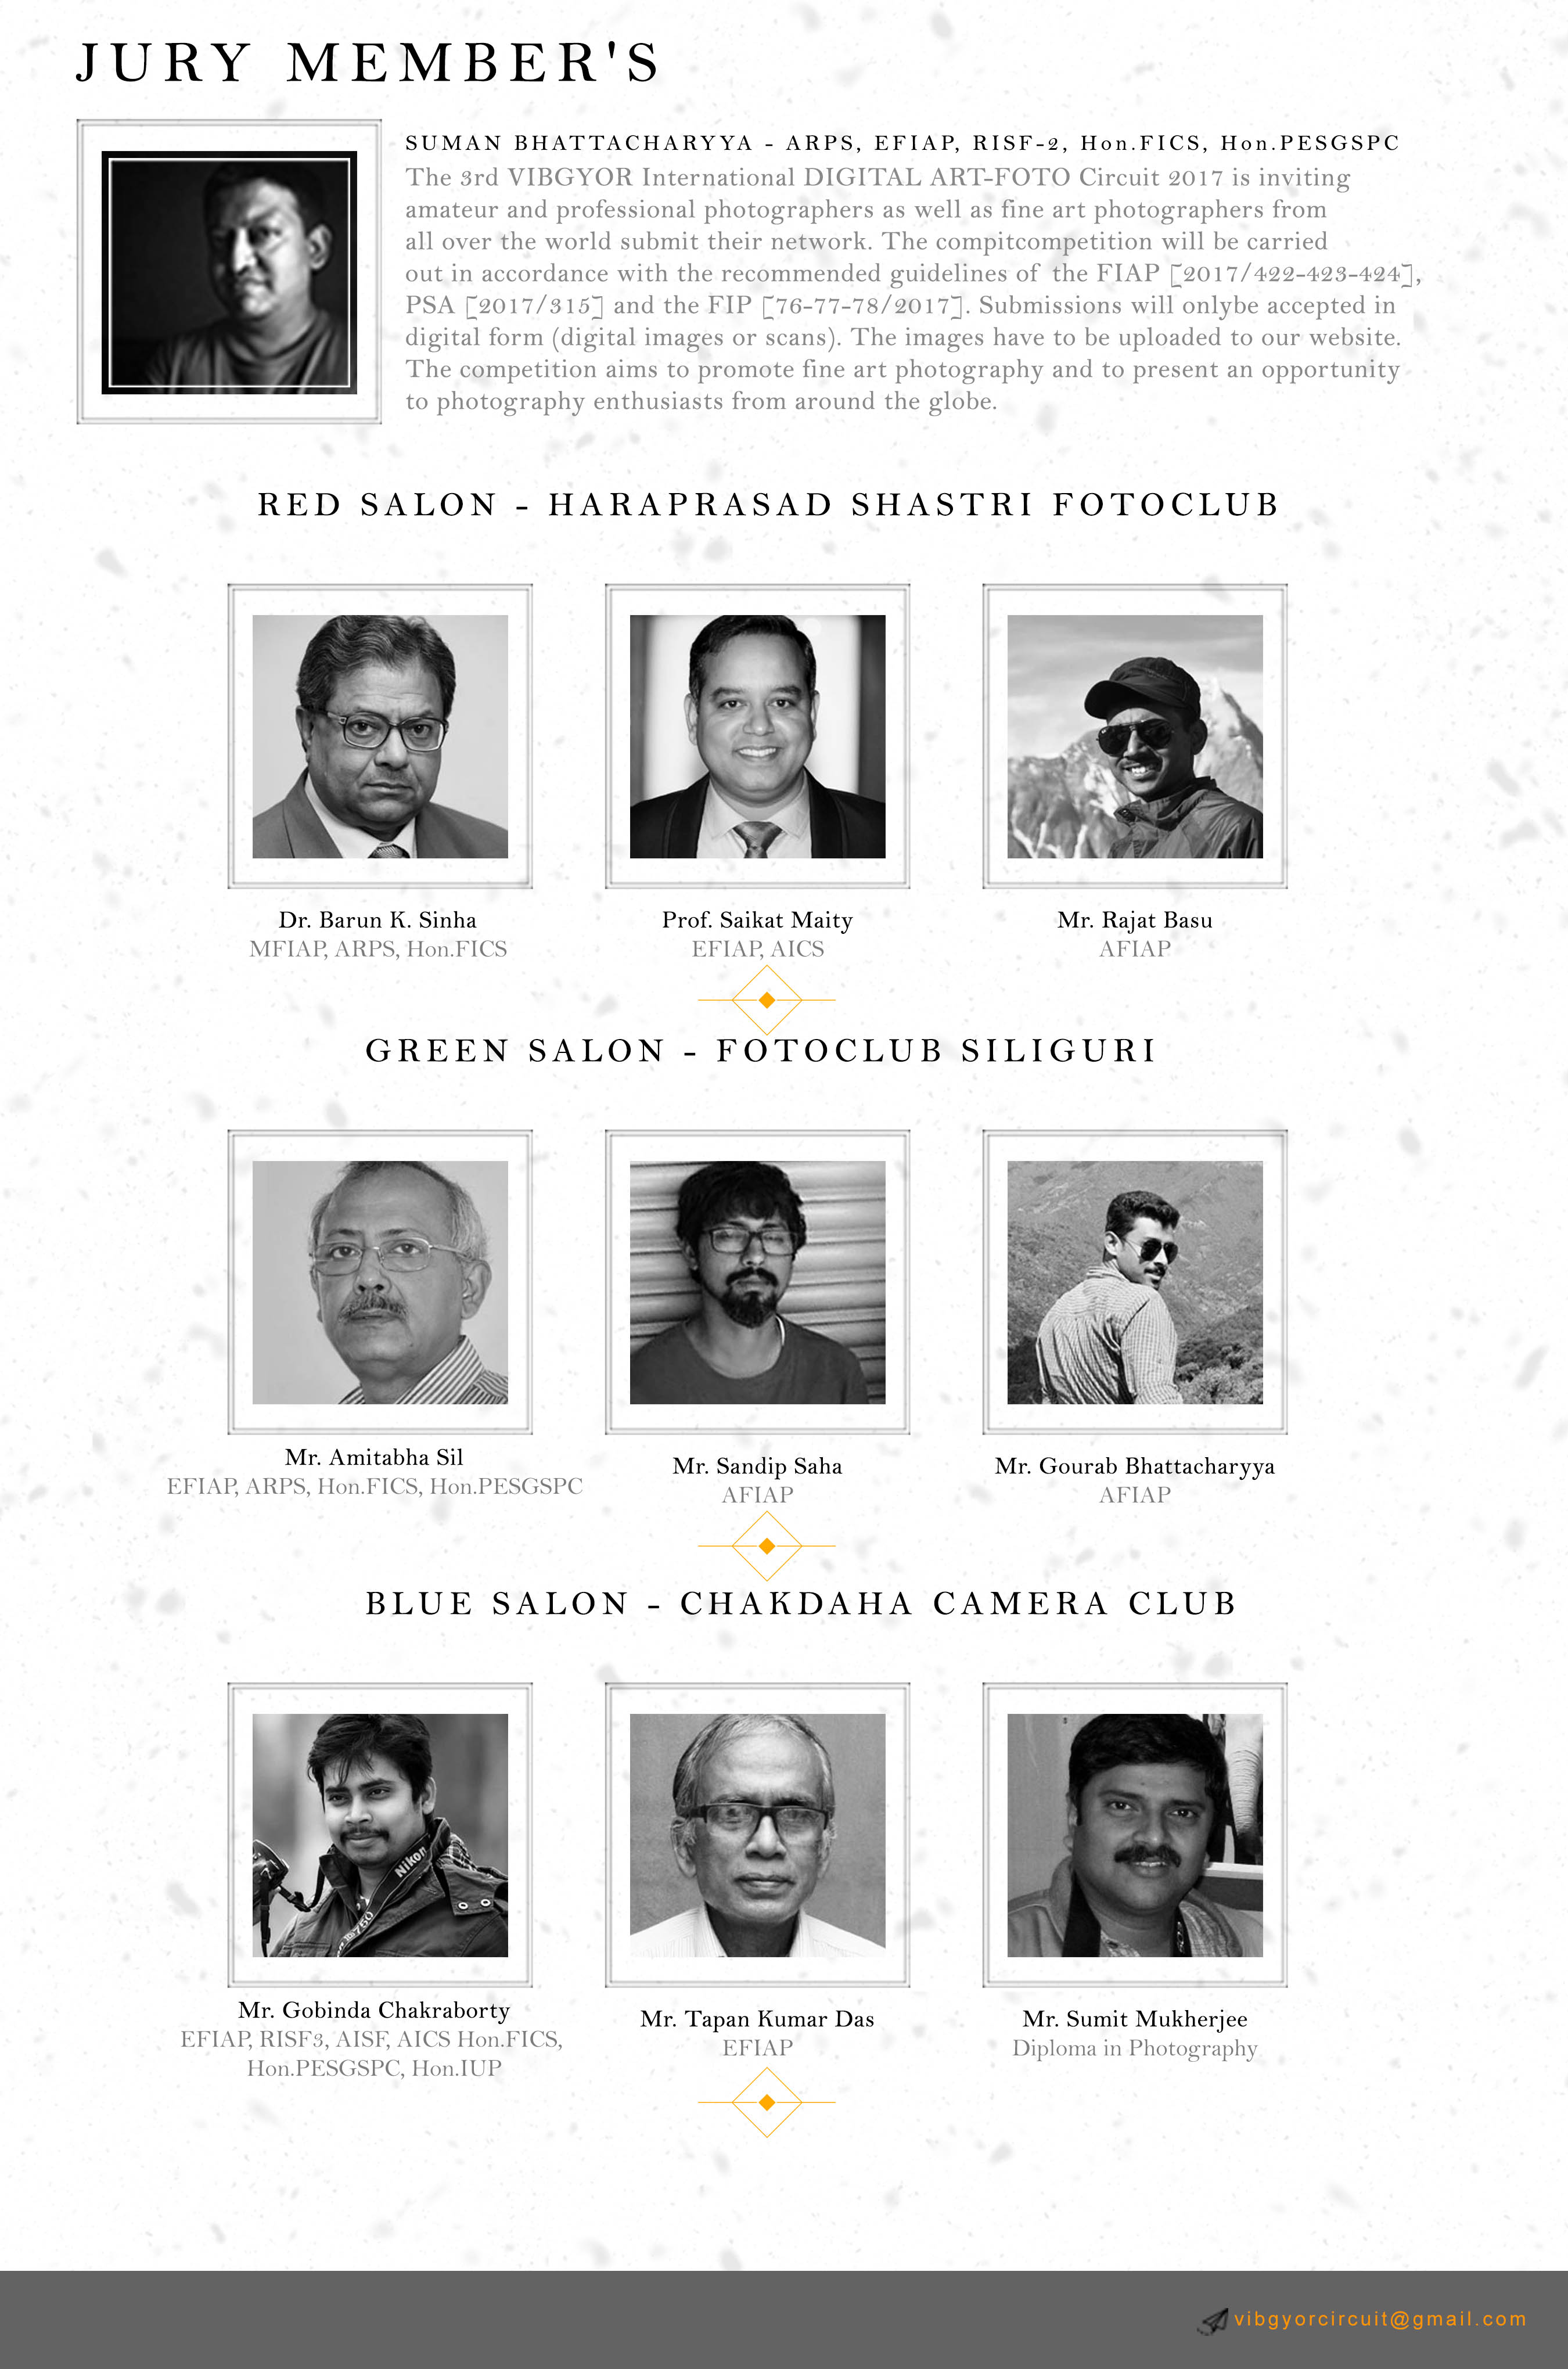 JURY MEMBER'S
SUMAN BHATTACHARYYA - ARPS, EFIAP, RISF-2, Hon.FICS, Hon.PESGSPC
The 3rd VIBGYOR International DIGITAL ART-FOTO Circuit 2017 is inviting
amateur and professional photographers as well as fine art photographers from
all over the world submit their network. The compitcompetition will be carried
out in accordance with the recommended guidelines of the FIAP [2017/422-423-424],
PSA [2017/315] and the FIP [76-77-78/2017]. Submissions will onlybe accepted in
digital form (digital images or scans). The images have to be uploaded to our website.
The competition aims to promote fine art photography and to present an opportunity
to photography enthusiasts from around the globe.
RED SALON - HARAPRASAD SHASTRI FOTOCLUB
Dr. Barun K. Sinha
MFIAP, ARPS, Hon.FICS
Prof. Saikat Maity
EFIAP, AICS
Mr. Rajat Basu
AFIAP
GREEN SALON - FOTOCLUB SILIGURI
Mr. Amitabha Sil
EFIAP, ARPS, Hon.FICS, Hon.PESGSPC
Mr. Sandip Saha
AFIAP
Mr. Gourab Bhattacharyya
AFIAP
BLUE SALON - CHAKDAHA CAMERA CLUB
Nikon
750
Mr. Gobinda Chakraborty
EFIAP, RISF3, AISF, AICS Hon.FICS,
Hon.PESGSPC, Hon.IUP
Mr. Tapan Kumar Das
EFIAP
Mr. Sumit Mukherjee
Diploma in Photography
vibgyorcircuit@gmail.com